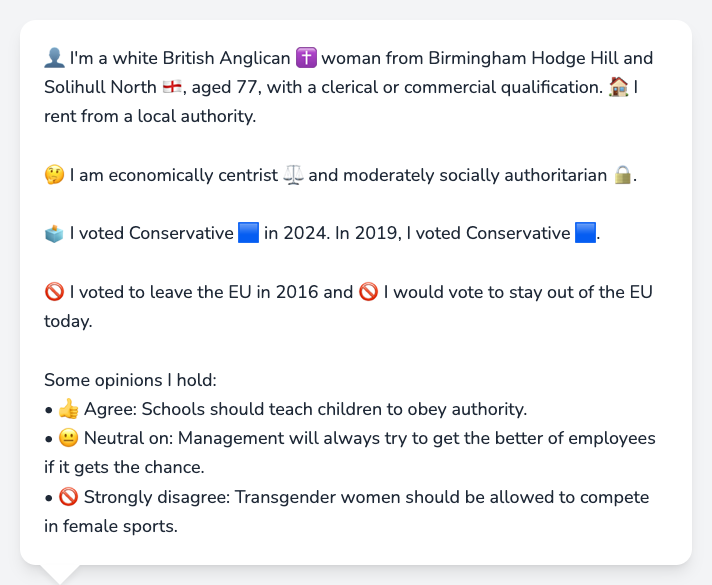 👤 I'm a white British Anglican ✝️ woman from Birmingham Hodge Hill and
Solihull North 🏴󠁧󠁢󠁥󠁮󠁧󠁿, aged 77, with a clerical or commercial qualification. 🏠 I
rent from a local authority.
🤔 I am economically centrist ⚖️ and moderately socially authoritarian 🔒.
🗳️ I voted Conservative 🟦 in 2024. In 2019, I voted Conservative 🟦.
🚫 I voted to leave the EU in 2016 and 🚫 I would vote to stay out of the EU
today.
Some opinions I hold:
• 👍 Agree: Schools should teach children to obey authority.
• 😐 Neutral on: Management will always try to get the better of employees
if it gets the chance.
• 🚫 Strongly disagree: Transgender women should be allowed to compete
in female sports.